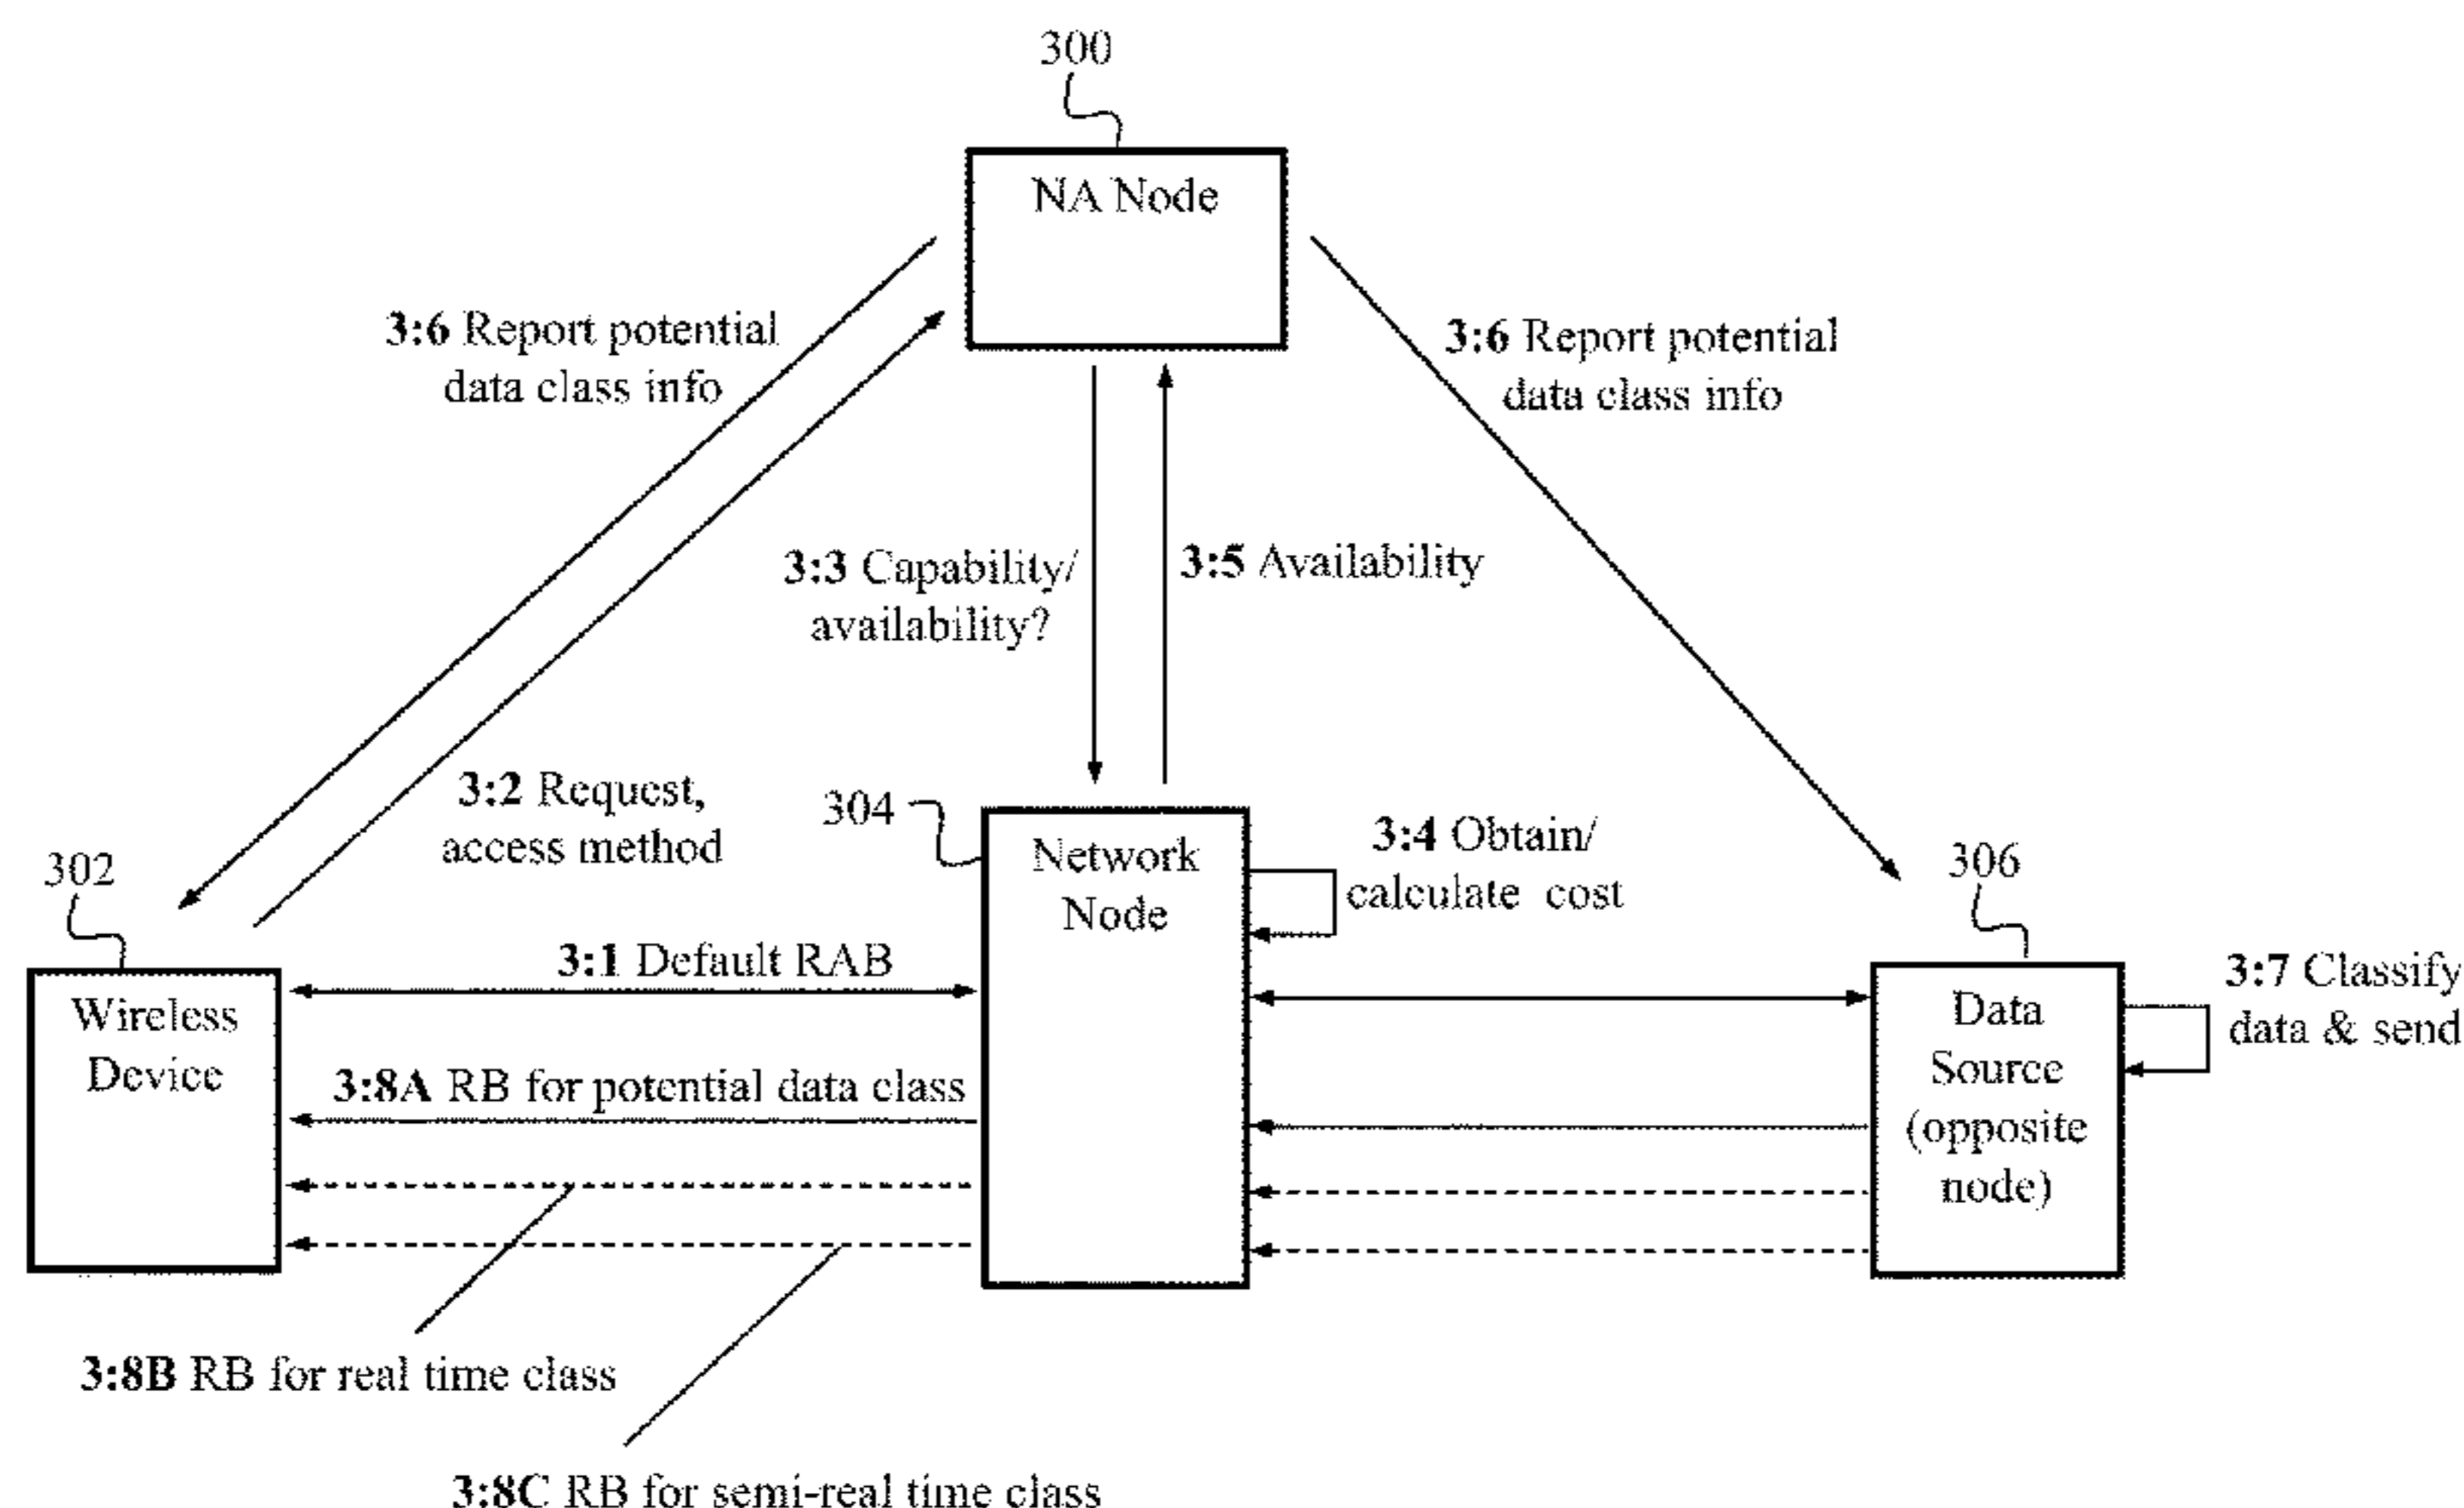 300
NA Node
3:6 Report potential
data class info
3:6 Report potential
data class info
3:3 Capability/
availability?
3:5 Availability
3:2 Request,
access method
304
Network
Node
3:4 Obtain/
calculate cost
302
306
Wireless
Device
3:1 Default RAB
Data
Source
(opposite
node)
3:7 Classify
data & send
3:8A RB for potential data class
3:8B RB for real time class
3:8C RB for semi-real time class